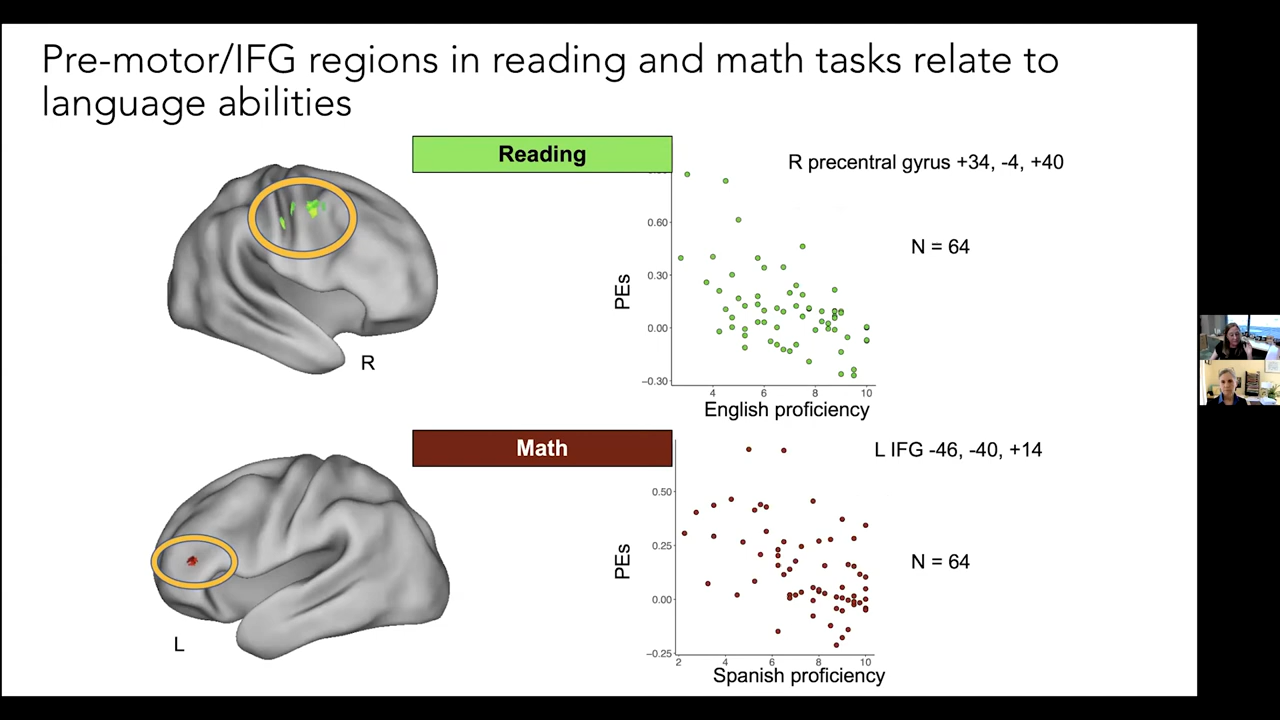 Pre-motor/IFG regions in reading and math tasks relate to
language abilities
Reading
R precentral gyrus +34, -4, +40
0.60
N = 64
0.30
PEs
0.00
−0.30
4 6 8 10
English proficiency
R
Math
L IFG -46, -40, +14
0.50
0.25
PEs
N = 64
0.00
−0.25
2 4 6 8 10
Spanish proficiency
L